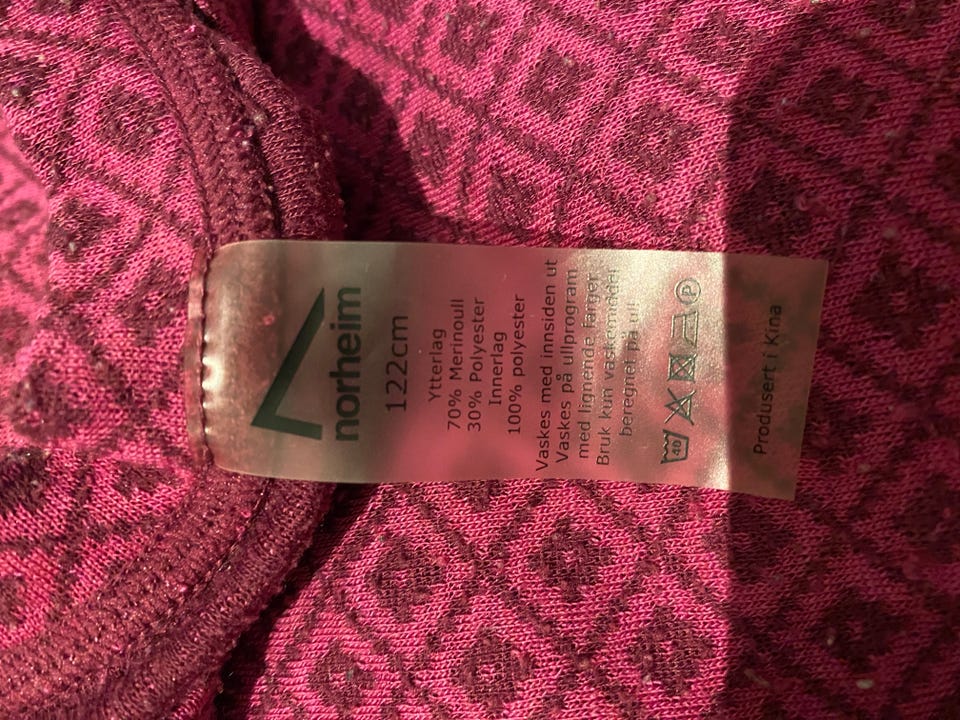 norheim
122cm
Ytterlag
70% Merinoull
30% Polyester
Innerlag
100% polyester
Vaskes med innsiden ut
Vaskes på ullprogram
med lignende farger
Bruk kun vaskemidler
beregnet på ull
40 P
Produsert i Kina